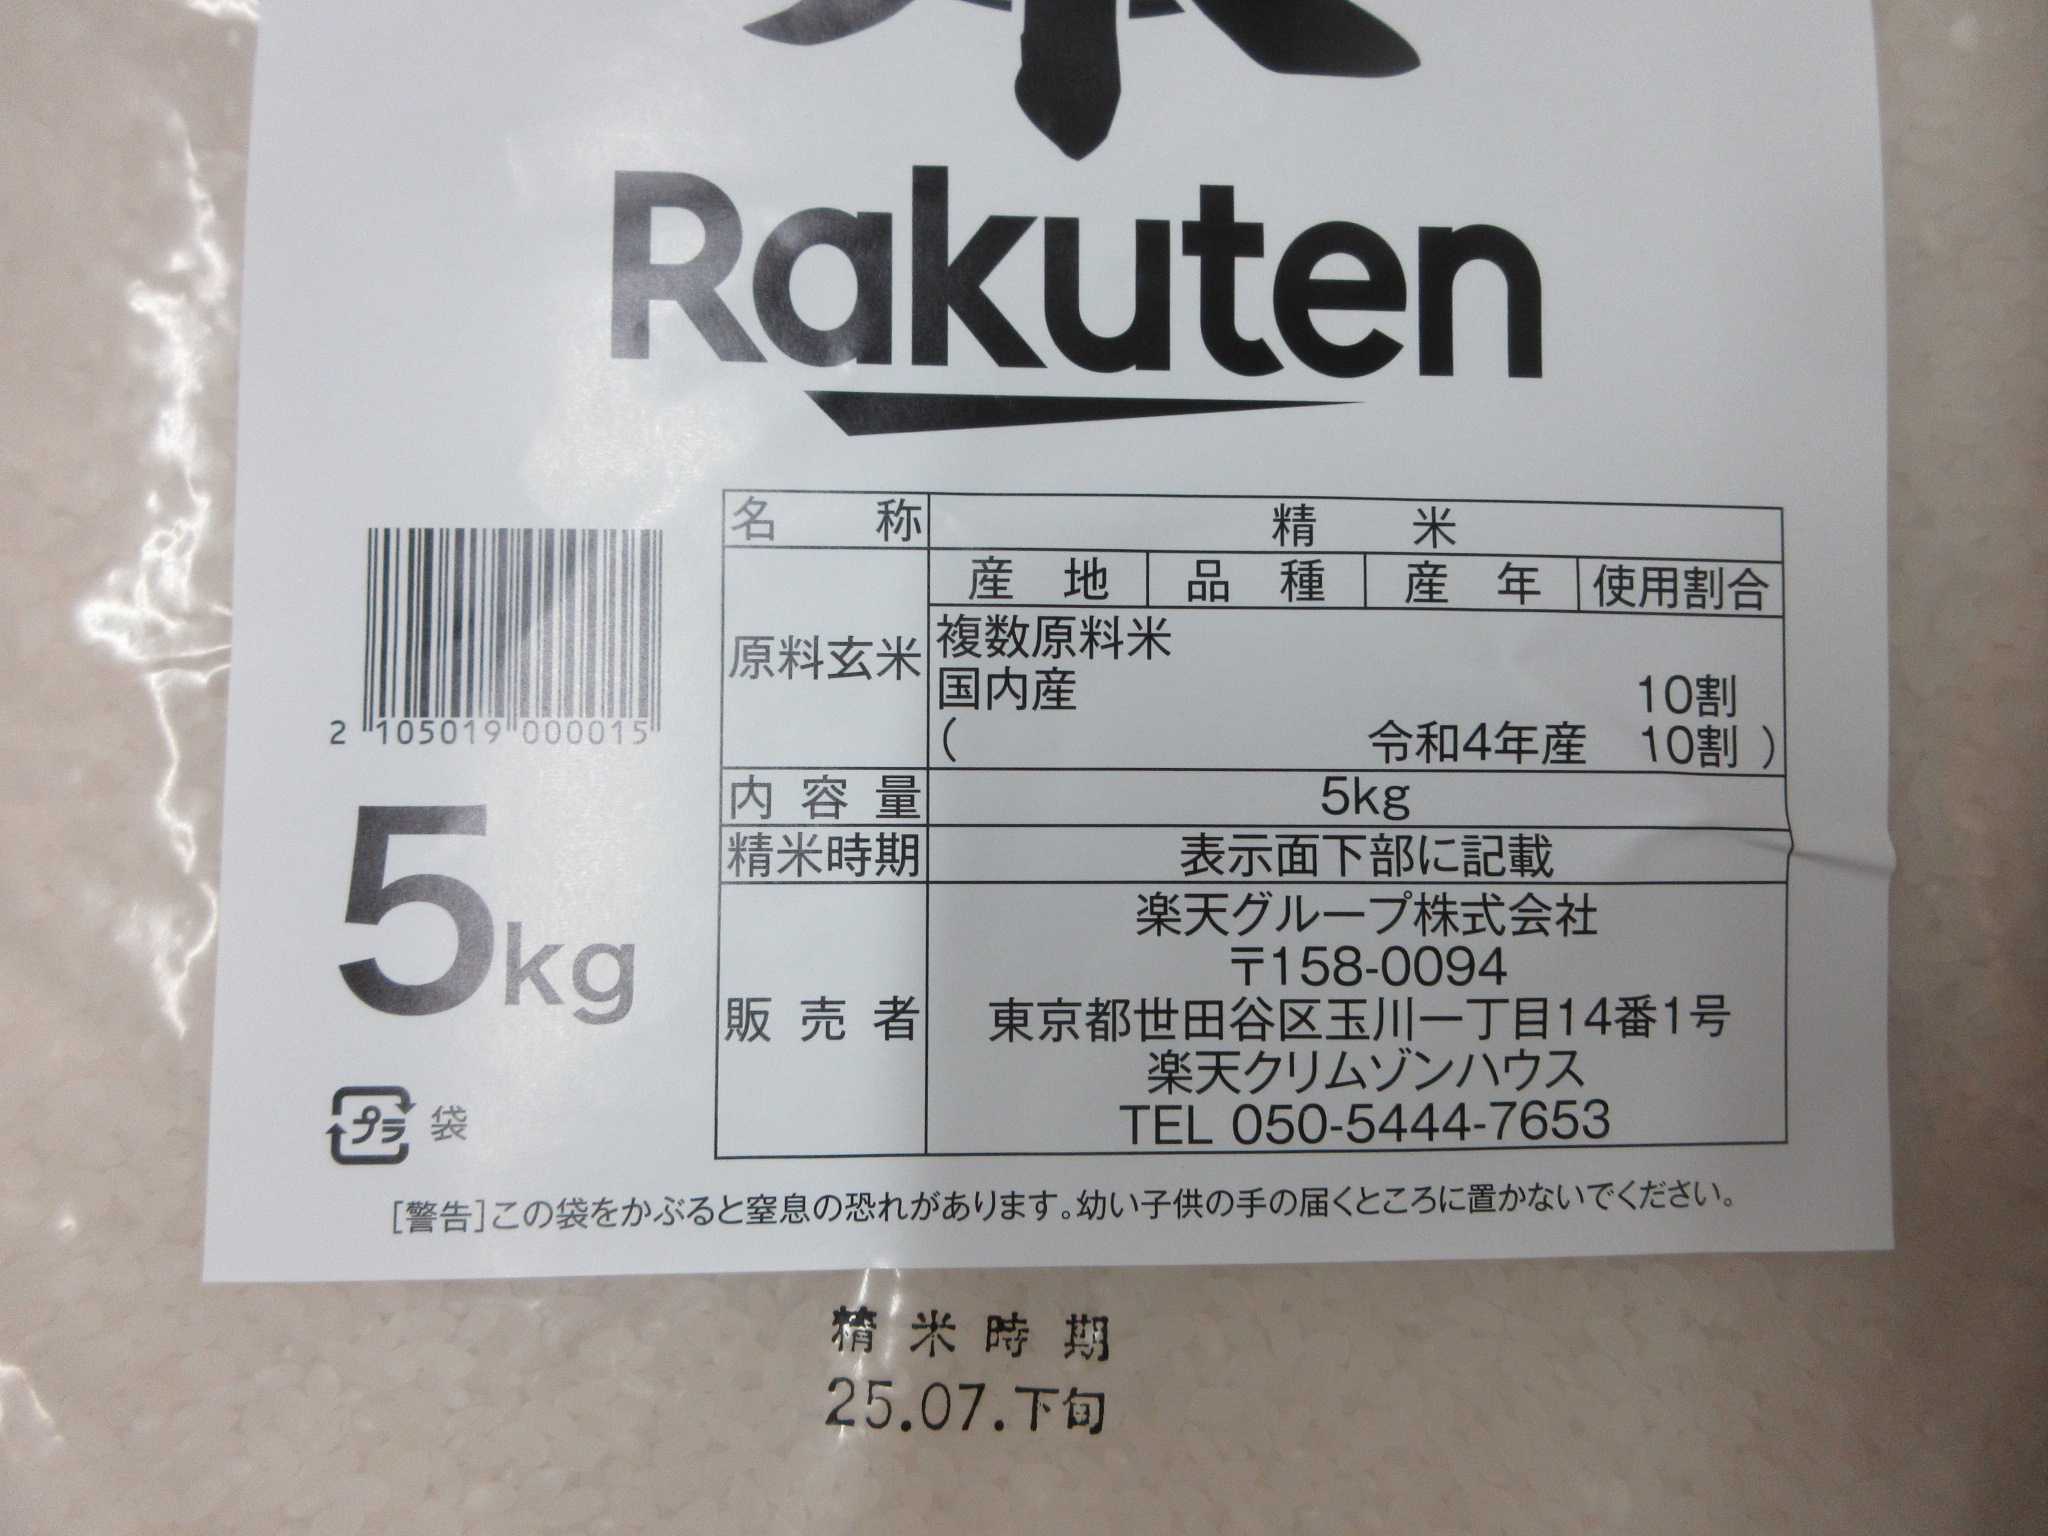 Rakuten
名 称 精 米
原料玄米 産 地 品 種 産 年 使用割合
複数原料米
国内産 10割
( 令和4年産 10割 )
内 容 量 5kg
精米時期 表示面下部に記載
販 売 者 楽天グループ株式会社
〒158-0094
東京都世田谷区玉川一丁目14番1号
楽天クリムゾンハウス
TEL 050-5444-7653
2 105019 000015
5kg
プラ 袋
[警告]この袋をかぶると窒息の恐れがあります。幼い子供の手の届くところに置かないでください。
精米時期
25.07.下旬